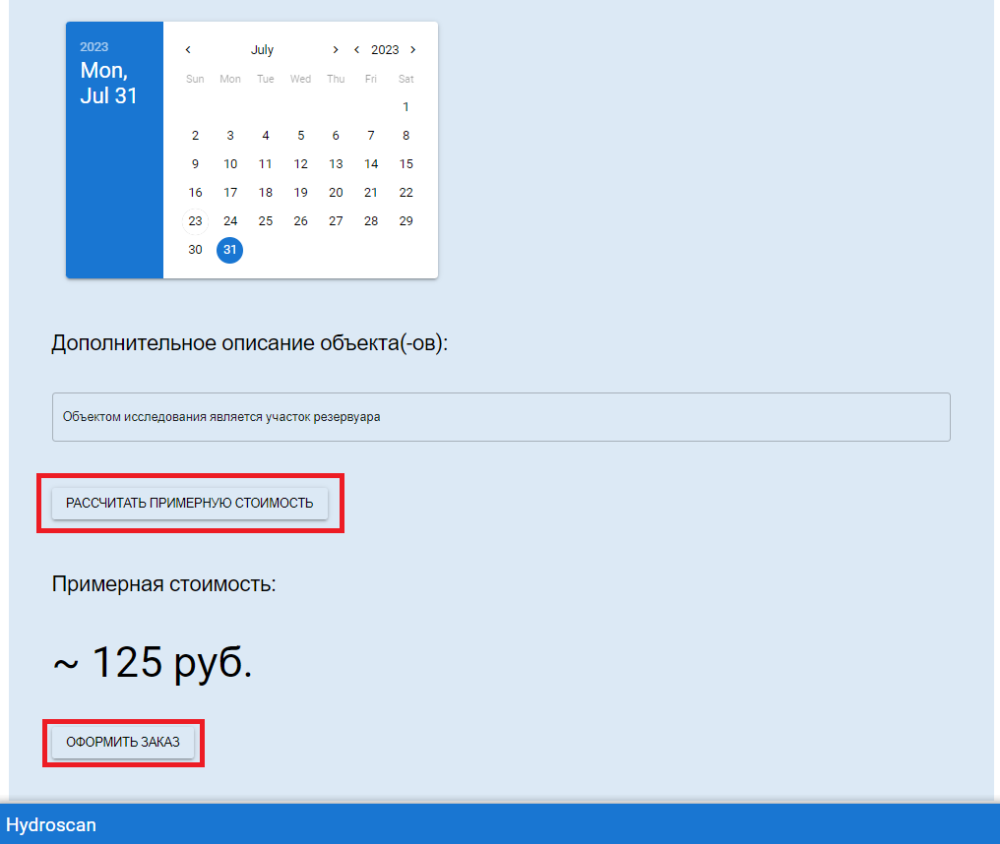 2023
Mon,
Jul 31
July 2023
Sun Mon Tue Wed Thu Fri Sat
1
2 3 4 5 6 7 8
9 10 11 12 13 14 15
16 17 18 19 20 21 22
23 24 25 26 27 28 29
30 31
Дополнительное описание объекта(-ов):
Объектом исследования является участок резервуара
РАССЧИТАТЬ ПРИМЕРНУЮ СТОИМОСТЬ
Примерная стоимость:
~ 125 руб.
ОФОРМИТЬ ЗАКАЗ
Hydroscan